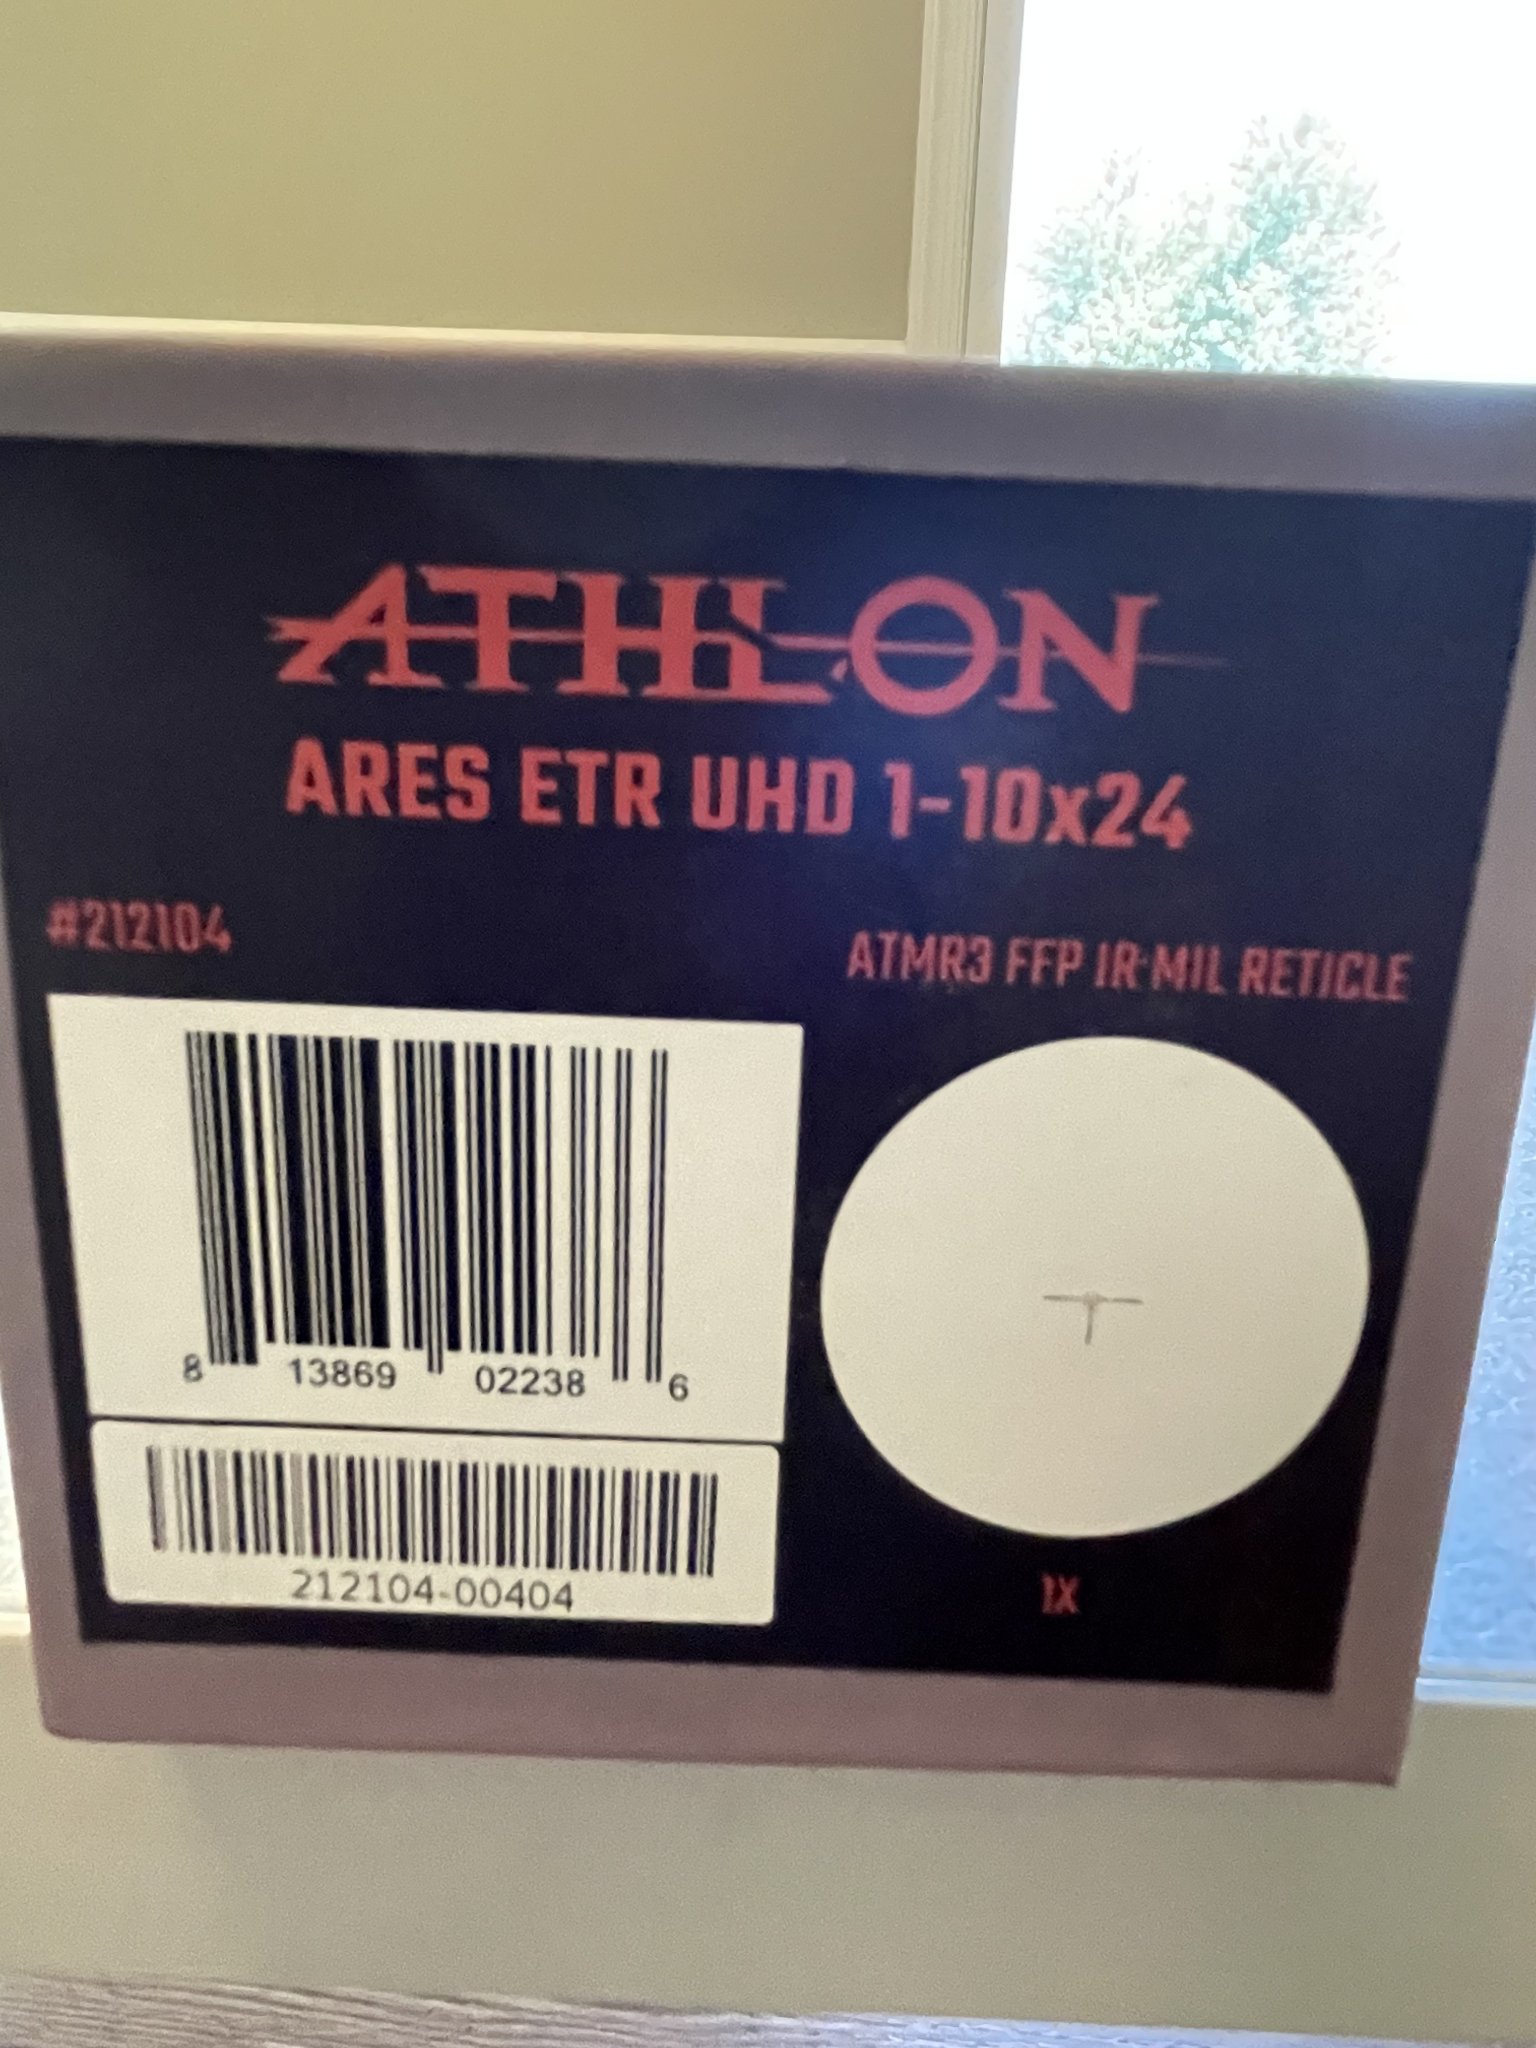 ATHLON
ARES ETR UHD 1-10x24
#212104
ATMR3 FFP IR MIL RETICLE
8 13869 02238 6
212104-00404
1X